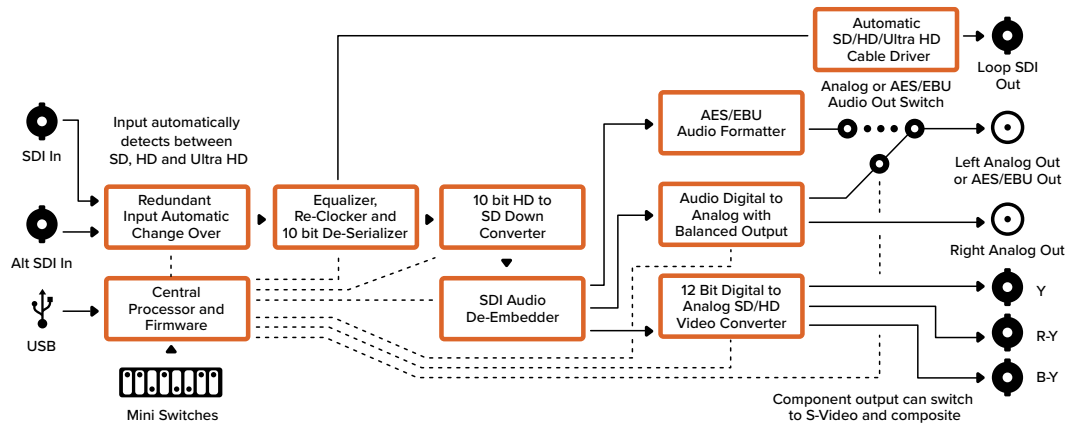 Automatic
SD/HD/Ultra HD
Cable Driver
Loop SDI
Out
Analog or AES/EBU
Audio Out Switch
SDI In
Input automatically
detects between
SD, HD and Ultra HD
AES/EBU
Audio Formatter
Left Analog Out
or AES/EBU Out
Alt SDI In
Redundant
Input Automatic
Change Over
Equalizer,
Re-Clocker and
10 bit De-Serializer
10 bit HD to
SD Down
Converter
Audio Digital to
Analog with
Balanced Output
Right Analog Out
USB
Central
Processor and
Firmware
SDI Audio
De-Embedder
12 Bit Digital to
Analog SD/HD
Video Converter
Y
R-Y
B-Y
Mini Switches
Component output can switch
to S-Video and composite